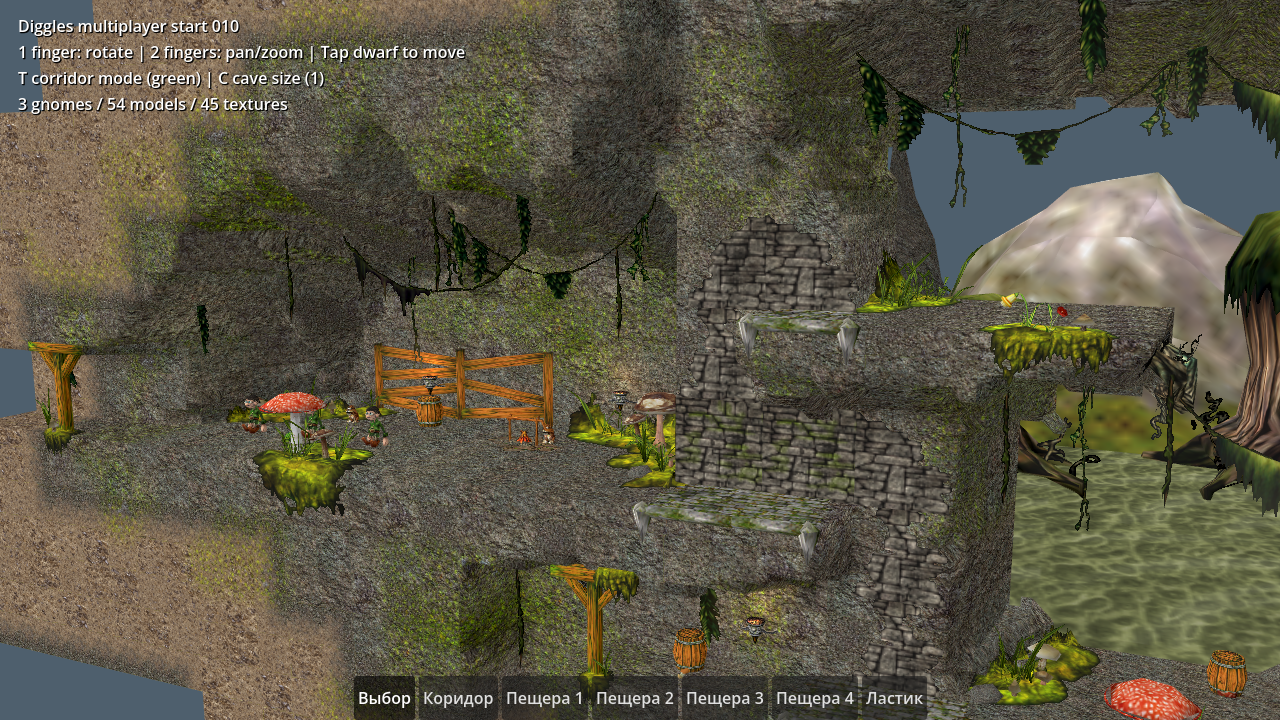 Diggles multiplayer start 010
1 finger: rotate | 2 fingers: pan/zoom | Tap dwarf to move
T corridor mode (green) | C cave size (1)
3 gnomes / 54 models / 45 textures
Выбор Коридор Пещера 1 Пещера 2 Пещера 3 Пещера 4 Ластик